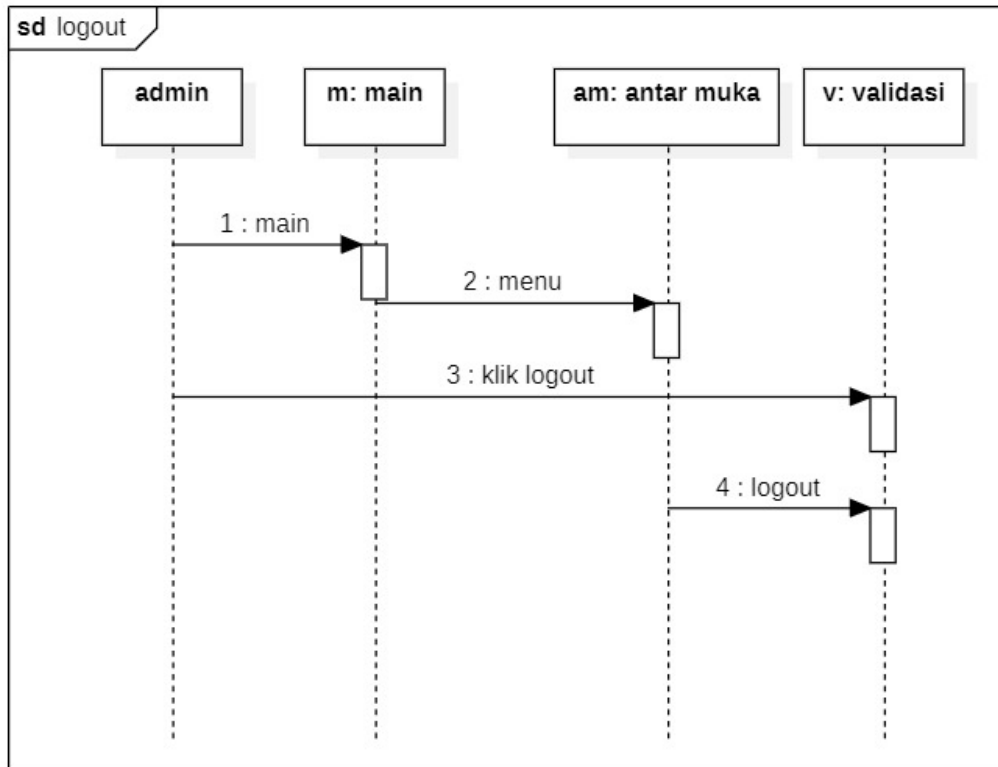 sd logout
admin
m: main
am: antar muka
v: validasi
1 : main
2 : menu
3 : klik logout
4 : logout